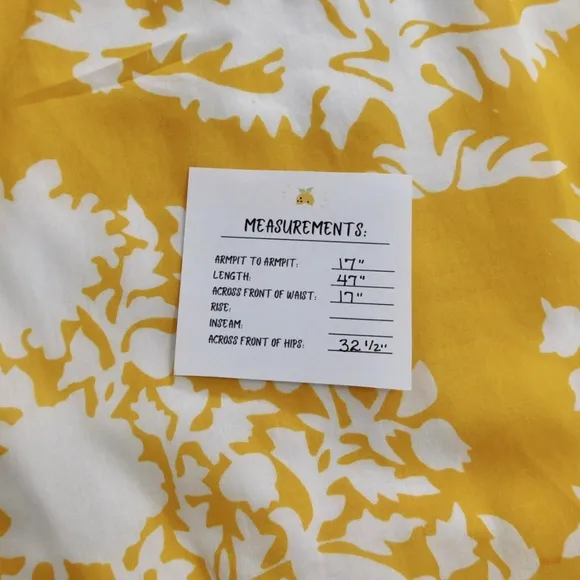 MEASUREMENTS:
ARMPIT TO ARMPIT: 17"
LENGTH: 47"
ACROSS FRONT OF WAIST: 17"
RISE:
INSEAM:
ACROSS FRONT OF HIPS: 32 1/2"